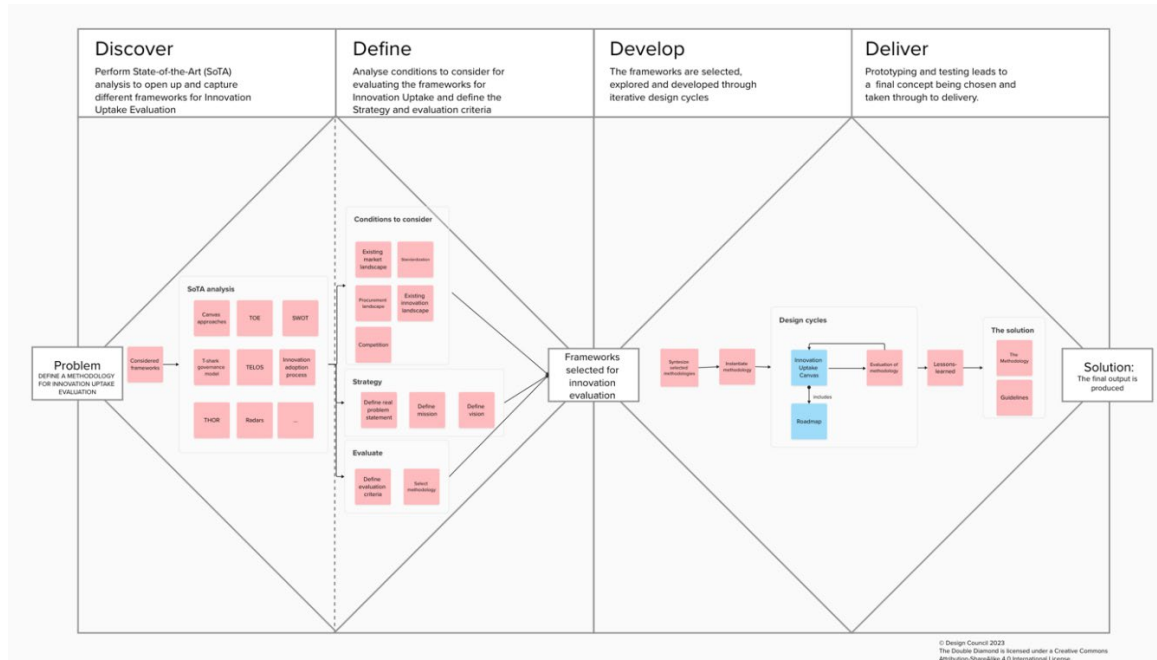 Discover
Perform State-of-the-Art (SoTA)
analysis to open up and capture
different frameworks for Innovation
Uptake Evaluation
Define
Analyse conditions to consider for
evaluating the frameworks for
Innovation Uptake and define the
Strategy and evaluation criteria
Develop
The frameworks are selected,
explored and developed through
iterative design cycles
Deliver
Prototyping and testing leads to
a final concept being chosen and
taken through to delivery.
Problem
DEFINE A METHODOLOGY
FOR INNOVATION UPTAKE
EVALUATION
Considered
frameworks
SoTA analysis
Canvas
approaches
TOE
SWOT
T-shark
governance
model
TELOS
Innovation
adoption
process
THOR
Radars
...
Conditions to consider
Existing
market
landscape
Standardization
Procurement
landscape
Existing
innovation
landscape
Competition
Strategy
Define real
problem
statement
Define
mission
Define
vision
Evaluate
Define
evaluation
criteria
Select
methodology
Frameworks
selected for
innovation
evaluation
selected
methodologies
Instantiate
methodology
Design cycles
Innovation
Uptake
Canvas
Evaluation of
methodology
includes
Roadmap
Lessons-
learned
The solution
The
Methodology
Guidelines
Solution:
The final output is
produced
© Design Council 2023
The Double Diamond is licensed under a Creative Commons
Attribution-ShareAlike 4.0 International License